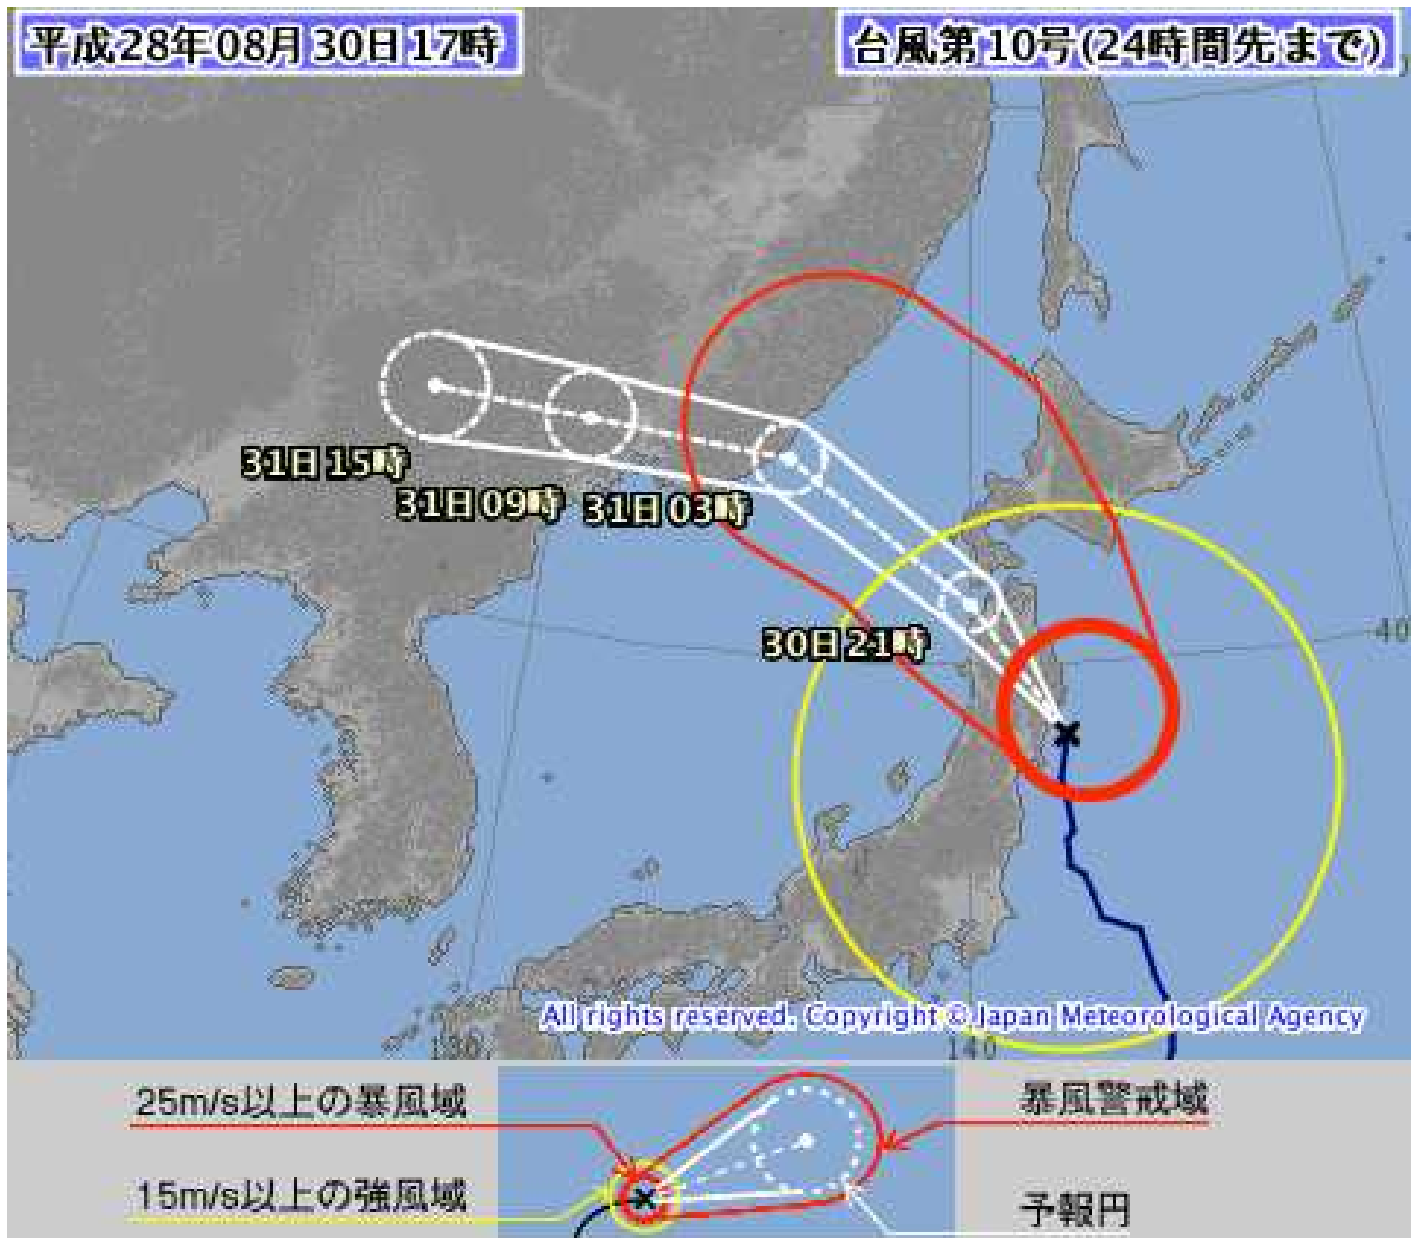 平成28年08月30日17時
台風第10号(24時間先まで)
31日15時
31日09時
31日03時
30日21時
40
All rights reserved. Copyright © Japan Meteorological Agency
130
140
25m/s以上の暴風域
暴風警戒域
15m/s以上の強風域
予報円